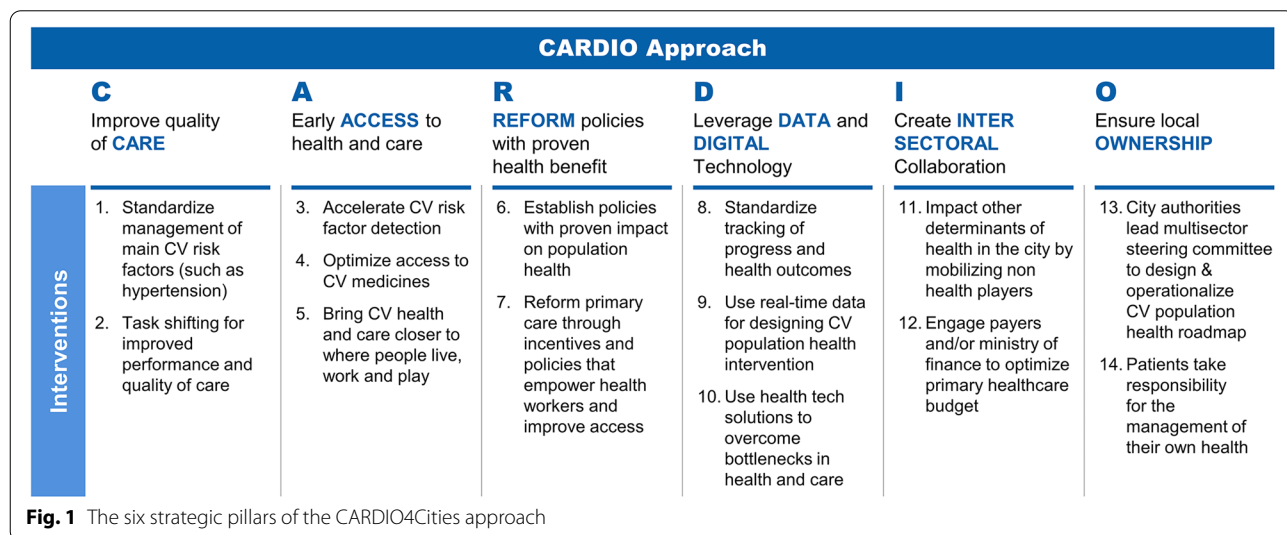 CARDIO Approach
C
Improve quality
of CARE
A
Early ACCESS to
health and care
R
REFORM policies
with proven
health benefit
D
Leverage DATA and
DIGITAL
Technology
I
Create INTER
SECTORAL
Collaboration
O
Ensure local
OWNERSHIP
Interventions
1. Standardize
management of
main CV risk
factors (such as
hypertension)
2. Task shifting for
improved
performance and
quality of care
3. Accelerate CV risk
factor detection
4. Optimize access to
CV medicines
5. Bring CV health
and care closer to
where people live,
work and play
6. Establish policies
with proven impact
on population
health
7. Reform primary
care through
incentives and
policies that
empower health
workers and
improve access
8. Standardize
tracking of
progress and
health outcomes
9. Use real-time data
for designing CV
population health
intervention
10. Use health tech
solutions to
overcome
bottlenecks in
health and care
11. Impact other
determinants of
health in the city by
mobilizing non
health players
12. Engage payers
and/or ministry of
finance to optimize
primary healthcare
budget
13. City authorities
lead multisector
steering committee
to design &
operationalize
CV population
health roadmap
14. Patients take
responsibility
for the
management of
their own health
Fig. 1 The six strategic pillars of the CARDIO4Cities approach